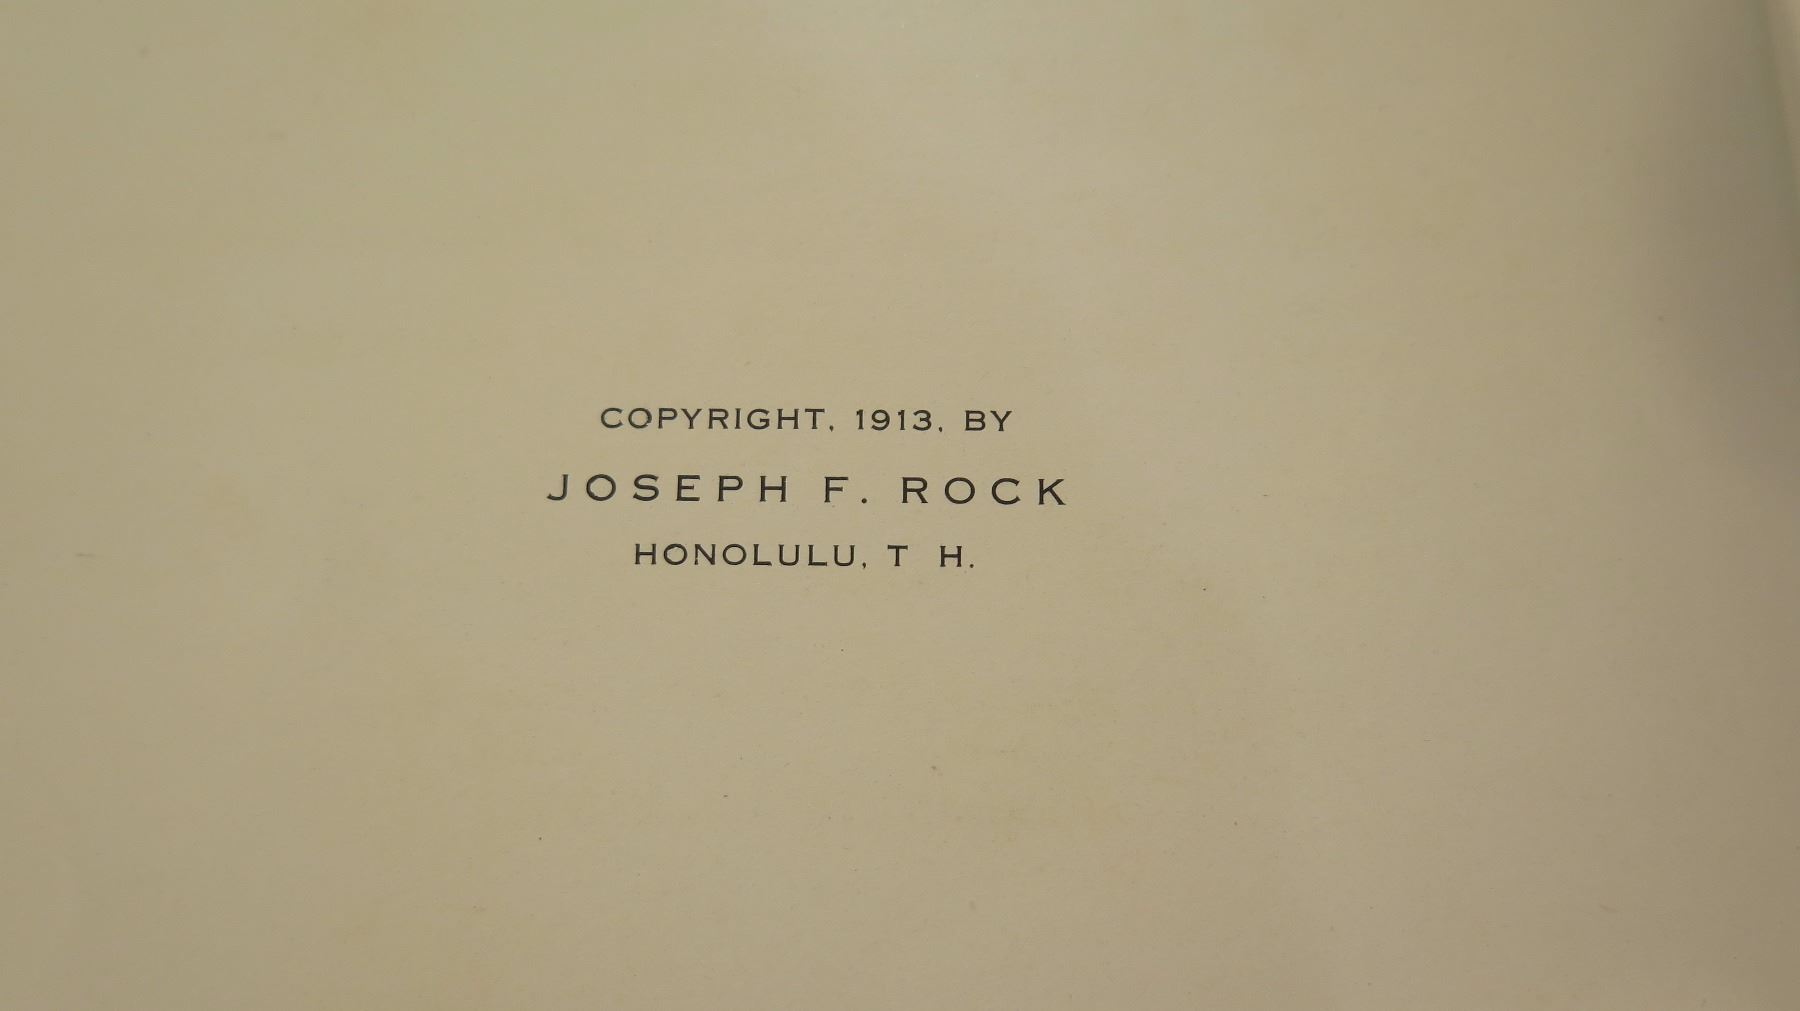 COPYRIGHT, 1913, BY
JOSEPH F. ROCK
HONOLULU, T H.